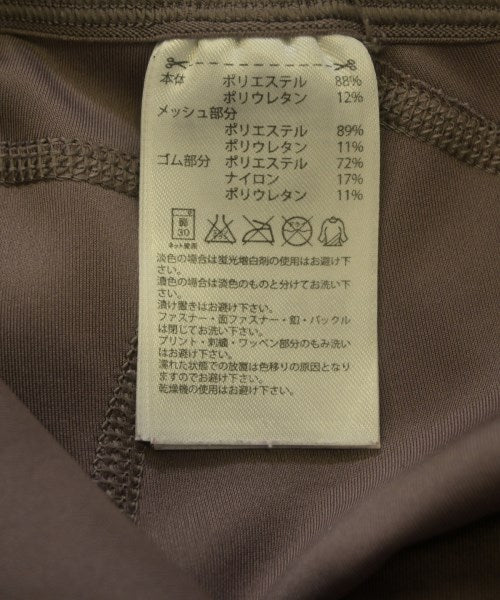 本体 ポリエステル 88%
ポリウレタン 12%
メッシュ部分
ポリエステル 89%
ポリウレタン 11%
ゴム部分 ポリエステル 72%
ナイロン 17%
ポリウレタン 11%
弱
30
ネット使用
淡色の場合は蛍光増白剤の使用はお避け下
さい。
濃色の場合は淡色のものと分けてお洗い下
さい。
漬け置きはお避け下さい。
ファスナー・面ファスナー・釦・バックル
は閉じてお洗い下さい。
プリント・刺繍・ワッペン部分のもみ洗い
はお避け下さい。
濡れた状態での放置は色移りの原因となり
ますのでお避け下さい。
乾燥機の使用はお避け下さい。